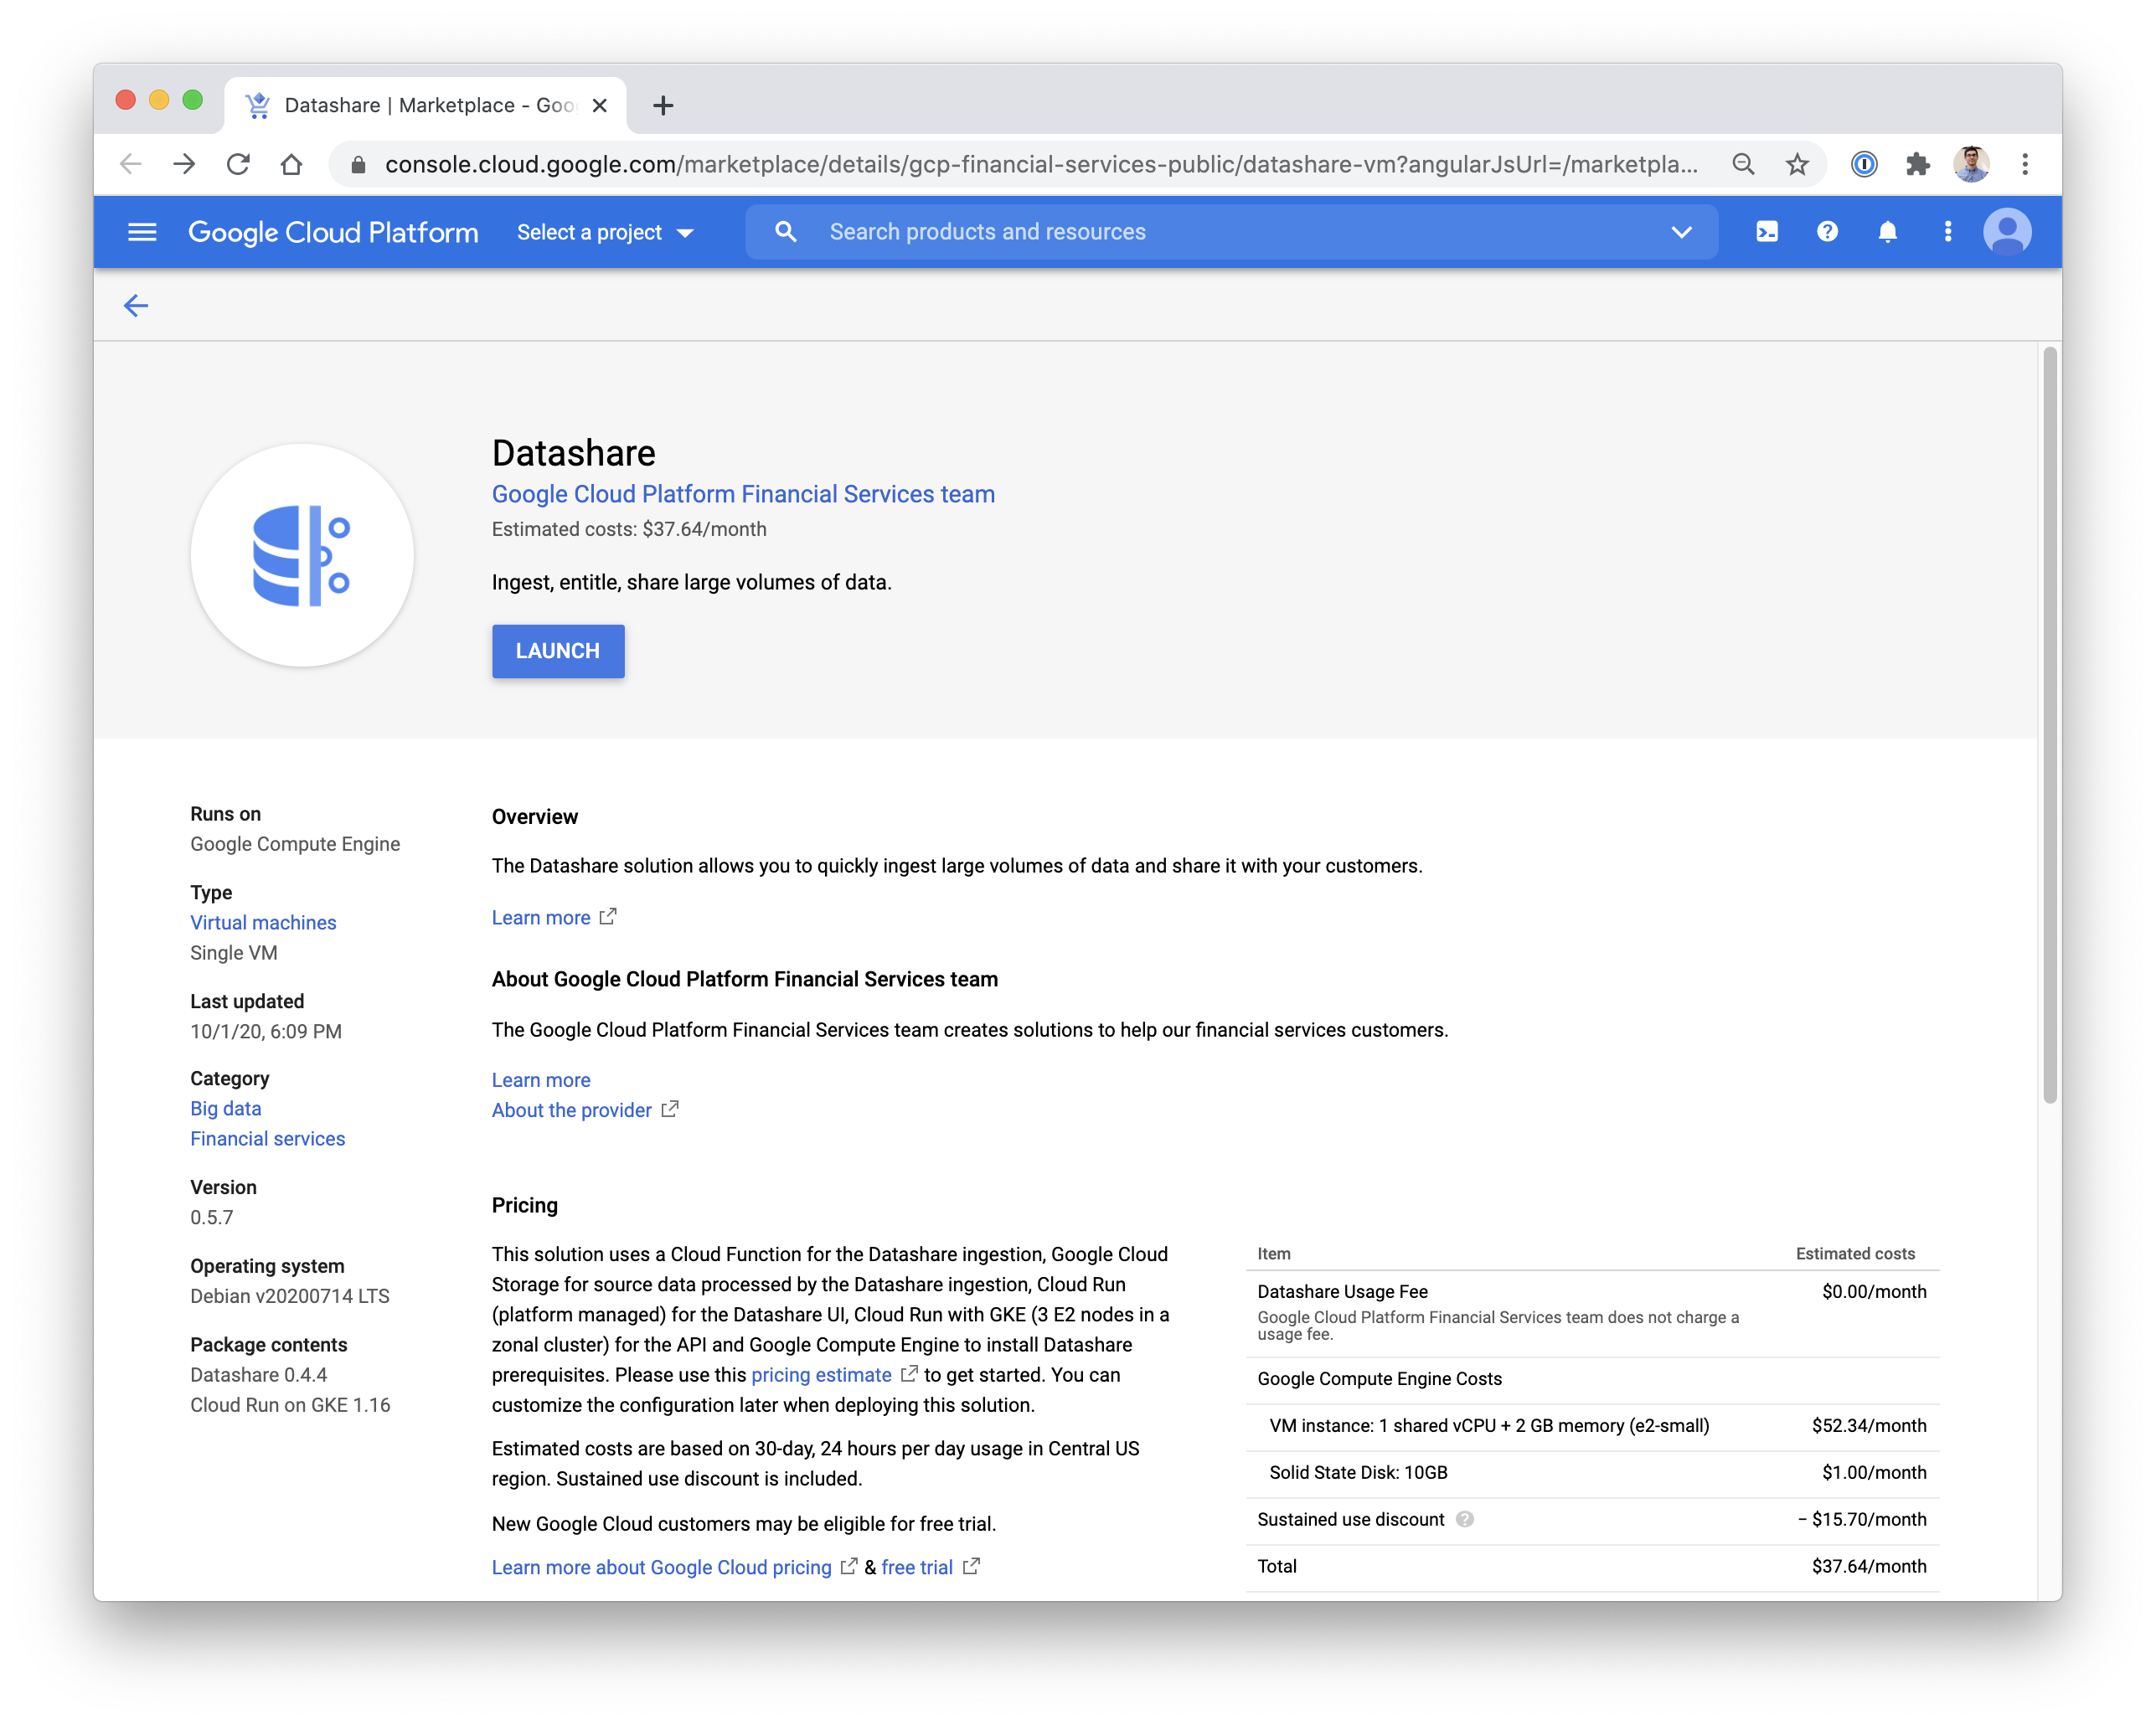 Datashare | Marketplace - Goo
console.cloud.google.com/marketplace/details/gcp-financial-services-public/datashare-vm?angularJsUrl=/marketpla...
Google Cloud Platform
Select a project
Search products and resources
Datashare
Google Cloud Platform Financial Services team
Estimated costs: $37.64/month
Ingest, entitle, share large volumes of data.
LAUNCH
Runs on
Google Compute Engine
Type
Virtual machines
Single VM
Last updated
10/1/20, 6:09 PM
Category
Big data
Financial services
Version
0.5.7
Operating system
Debian v20200714 LTS
Package contents
Datashare 0.4.4
Cloud Run on GKE 1.16
Overview
The Datashare solution allows you to quickly ingest large volumes of data and share it with your customers.
Learn more
About Google Cloud Platform Financial Services team
The Google Cloud Platform Financial Services team creates solutions to help our financial services customers.
Learn more
About the provider
Pricing
This solution uses a Cloud Function for the Datashare ingestion, Google Cloud
Storage for source data processed by the Datashare ingestion, Cloud Run
(platform managed) for the Datashare UI, Cloud Run with GKE (3 E2 nodes in a
zonal cluster) for the API and Google Compute Engine to install Datashare
prerequisites. Please use this pricing estimate to get started. You can
customize the configuration later when deploying this solution.
Estimated costs are based on 30-day, 24 hours per day usage in Central US
region. Sustained use discount is included.
New Google Cloud customers may be eligible for free trial.
Learn more about Google Cloud pricing & free trial
Item Estimated costs
Datashare Usage Fee $0.00/month
Google Cloud Platform Financial Services team does not charge a
usage fee.
Google Compute Engine Costs
VM instance: 1 shared vCPU + 2 GB memory (e2-small) $52.34/month
Solid State Disk: 10GB $1.00/month
Sustained use discount − $15.70/month
Total $37.64/month